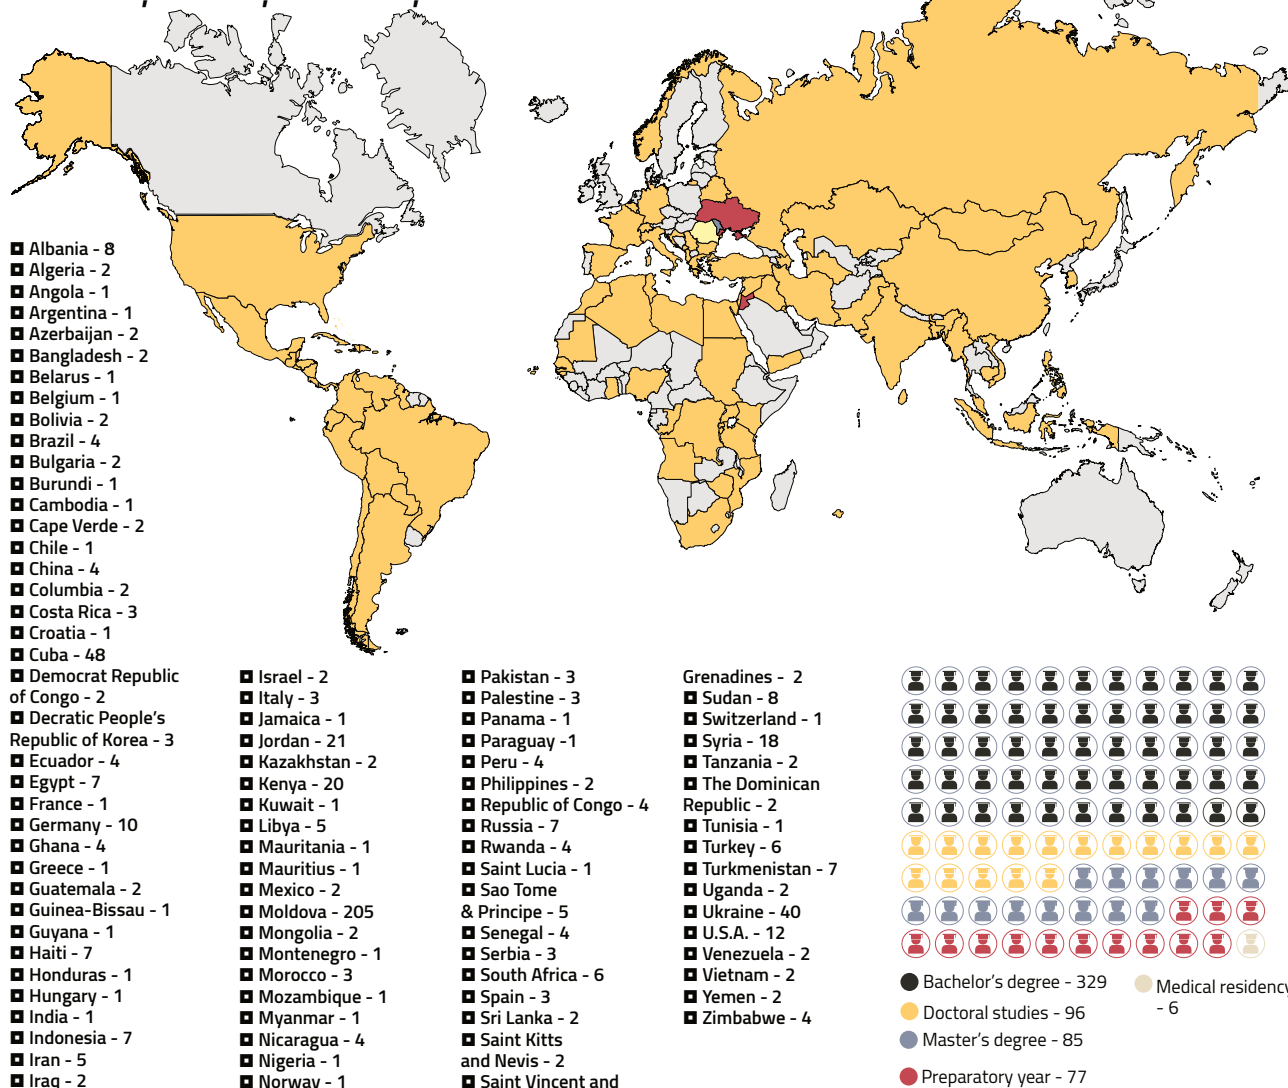 Albania - 8
Algeria - 2
Angola - 1
Argentina - 1
Azerbaijan - 2
Bangladesh - 2
Belarus - 1
Belgium - 1
Bolivia - 2
Brazil - 4
Bulgaria - 2
Burundi - 1
Cambodia - 1
Cape Verde - 2
Chile - 1
China - 4
Columbia - 2
Costa Rica - 3
Croatia - 1
Cuba - 48
Democrat Republic
of Congo - 2
Decratic People's
Republic of Korea - 3
Ecuador - 4
Egypt - 7
France - 1
Germany - 10
Ghana - 4
Greece - 1
Guatemala - 2
Guinea-Bissau - 1
Guyana - 1
Haiti - 7
Honduras - 1
Hungary - 1
India - 1
Indonesia - 7
Iran - 5
Iraq - 2
Israel - 2
Italy - 3
Jamaica - 1
Jordan - 21
Kazakhstan - 2
Kenya - 20
Kuwait - 1
Libya - 5
Mauritania - 1
Mauritius - 1
Mexico - 2
Moldova - 205
Mongolia - 2
Montenegro - 1
Morocco - 3
Mozambique - 1
Myanmar - 1
Nicaragua - 4
Nigeria - 1
Norway - 1
Pakistan - 3
Palestine - 3
Panama - 1
Paraguay -1
Peru - 4
Philippines - 2
Republic of Congo - 4
Russia - 7
Rwanda - 4
Saint Lucia - 1
Sao Tome
& Principe - 5
Senegal - 4
Serbia - 3
South Africa - 6
Spain - 3
Sri Lanka - 2
Saint Kitts
and Nevis - 2
Saint Vincent and
Grenadines - 2
Sudan - 8
Switzerland - 1
Syria - 18
Tanzania - 2
The Dominican
Republic - 2
Tunisia - 1
Turkey - 6
Turkmenistan - 7
Uganda - 2
Ukraine - 40
U.S.A. - 12
Venezuela - 2
Vietnam - 2
Yemen - 2
Zimbabwe - 4
Bachelor's degree - 329
Doctoral studies - 96
Master's degree - 85
Preparatory year - 77
Medical residency
- 6